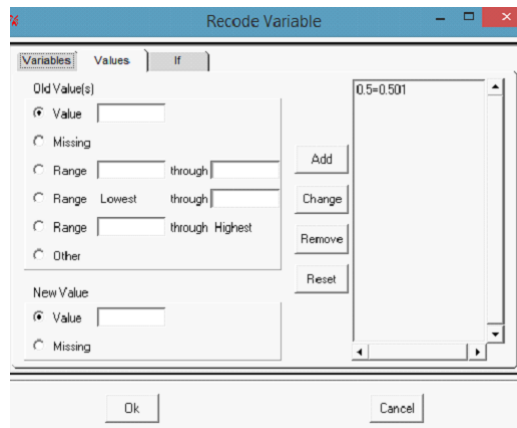 Recode Variable
Variables Values If
Old Value(s)
Value
Missing
Range through
Range Lowest through
Range through Highest
Other
New Value
Value
Missing
Add
Change
Remove
Reset
0.5=0.501
Ok Cancel